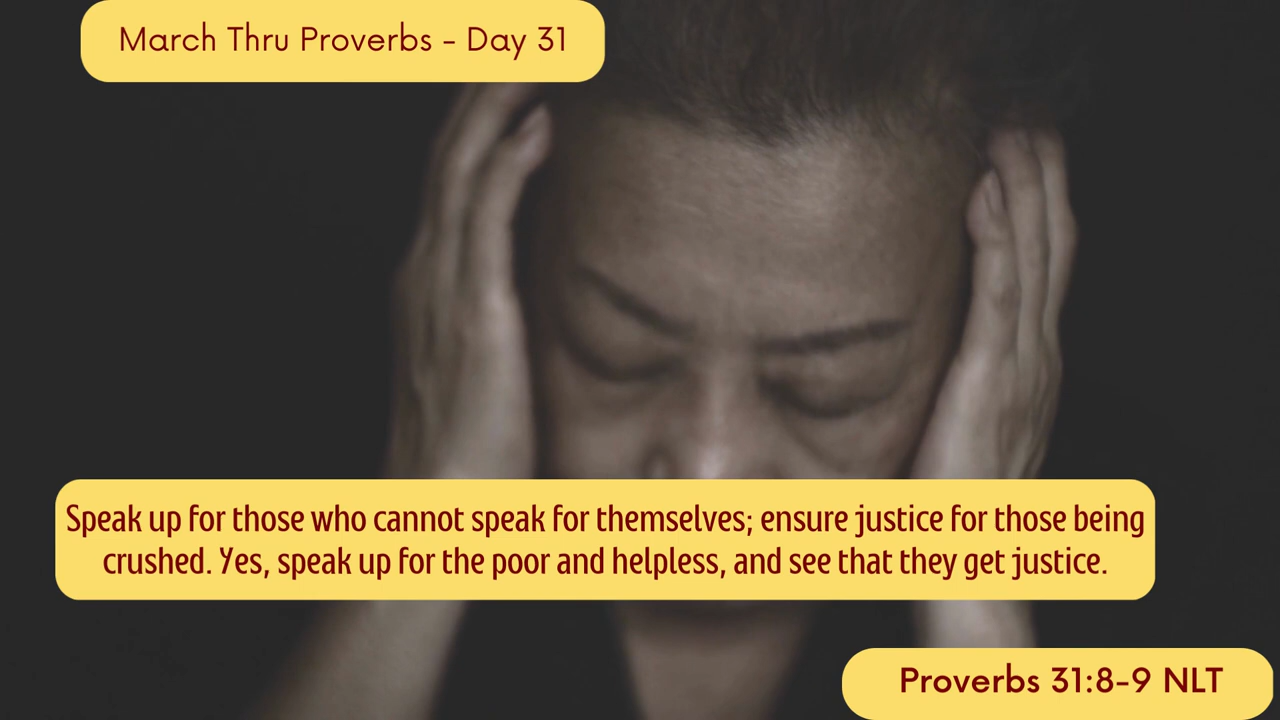 March Thru Proverbs - Day 31
Speak up for those who cannot speak for themselves; ensure justice for those being
crushed. Yes, speak up for the poor and helpless, and see that they get justice.
Proverbs 31:8-9 NLT